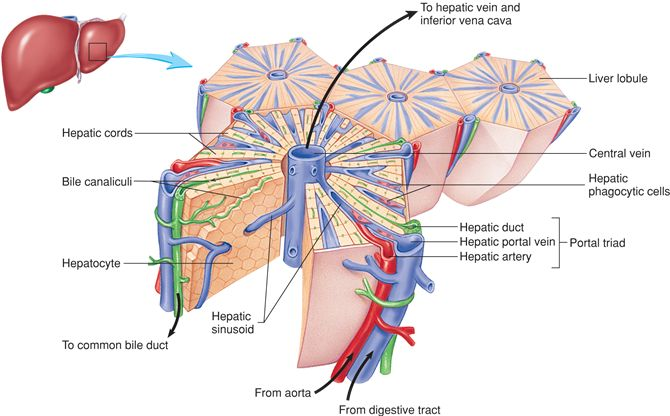 To hepatic vein and
inferior vena cava
Liver lobule
Hepatic cords
Central vein
Bile canaliculi
Hepatic
phagocytic cells
Hepatic duct
Hepatic portal vein
Portal triad
Hepatic artery
Hepatocyte
Hepatic
sinusoid
To common bile duct
From aorta
From digestive tract